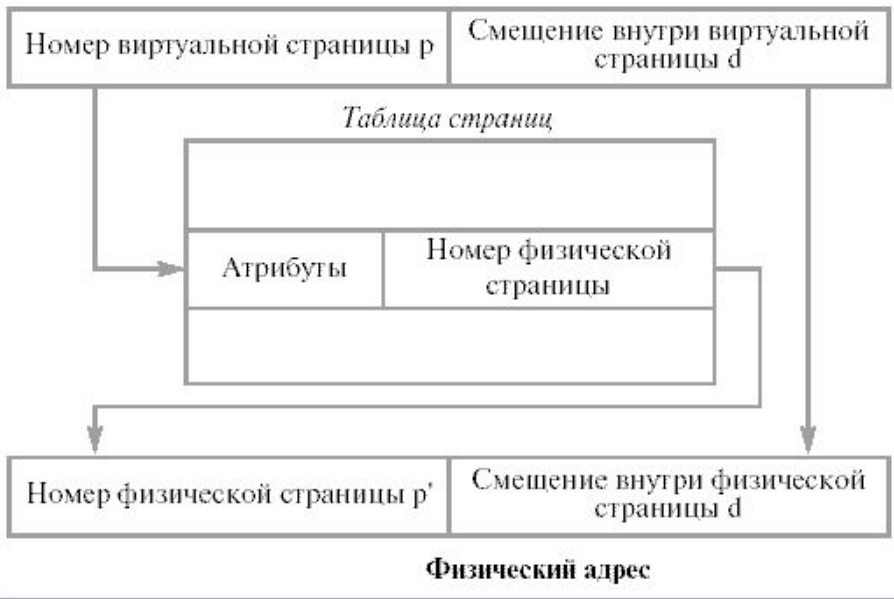 Номер виртуальной страницы p
Смещение внутри виртуальной
страницы d
Таблица страниц
Атрибуты
Номер физической
страницы
Номер физической страницы p'
Смещение внутри физической
страницы d
Физический адрес